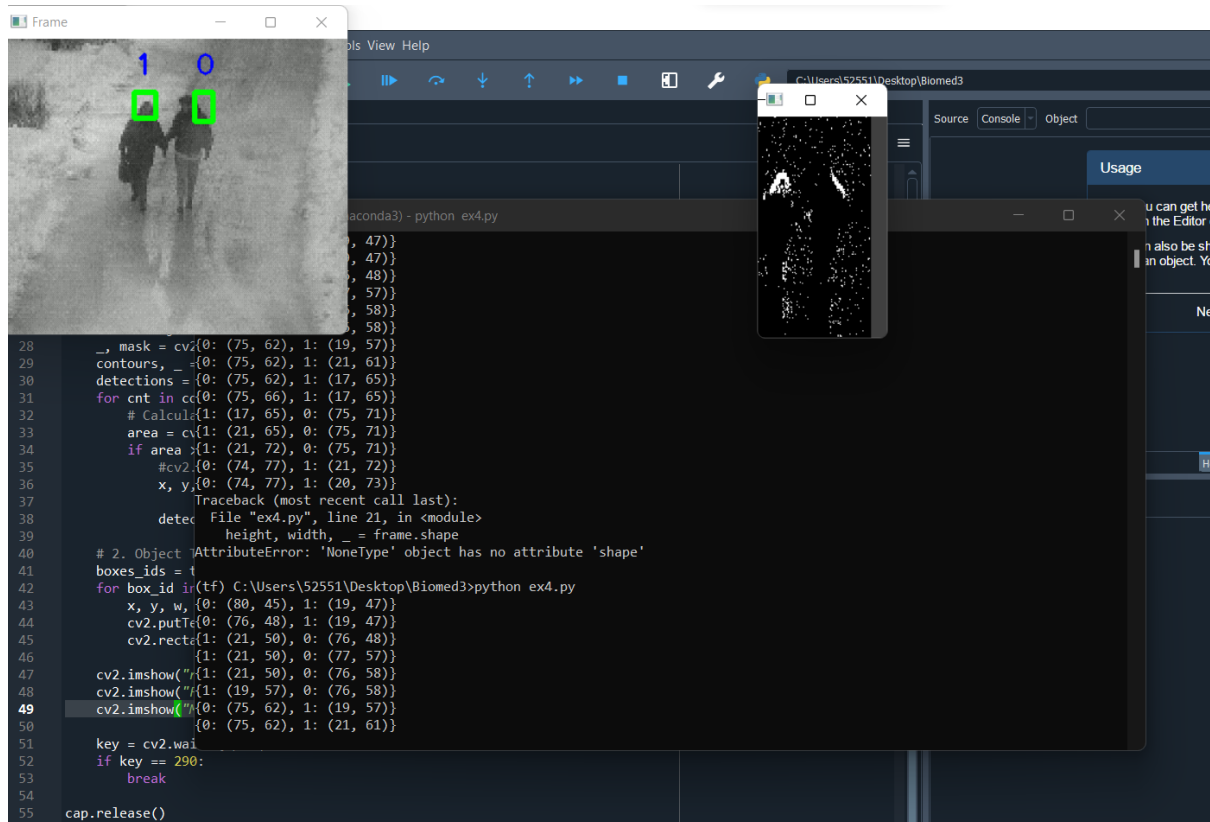 Frame
1 0
ols View Help
C:\Users\52551\Desktop\Biomed3
Source Console Object
Usage
u can get he
n the Editor
n also be sh
an object. Yo
Ne
H
aconda3) - python ex4.py
, 47)}
, 47)}
, 48)}
, 57)}
, 58)}
, 58)}
{0: (75, 62), 1: (19, 57)}
{0: (75, 62), 1: (21, 61)}
{0: (75, 62), 1: (17, 65)}
{0: (75, 66), 1: (17, 65)}
{1: (17, 65), 0: (75, 71)}
{1: (21, 65), 0: (75, 71)}
{1: (21, 72), 0: (75, 71)}
{0: (74, 77), 1: (21, 72)}
{0: (74, 77), 1: (20, 73)}
Traceback (most recent call last):
File "ex4.py", line 21, in <module>
height, width, _ = frame.shape
AttributeError: 'NoneType' object has no attribute 'shape'
(tf) C:\Users\52551\Desktop\Biomed3>python ex4.py
{0: (80, 45), 1: (19, 47)}
{0: (76, 48), 1: (19, 47)}
{1: (21, 50), 0: (76, 48)}
{1: (21, 50), 0: (77, 57)}
{1: (21, 50), 0: (76, 58)}
{1: (19, 57), 0: (76, 58)}
{0: (75, 62), 1: (19, 57)}
{0: (75, 62), 1: (21, 61)}
28 _, mask = cv2
29 contours, _ =
30 detections =
31 for cnt in co
32 # Calcula
33 area = cv
34 if area >
35 #cv2.
36 x, y,
37
38 detec
39
40 # 2. Object T
41 boxes_ids = t
42 for box_id in
43 x, y, w,
44 cv2.putTe
45 cv2.recta
46
47 cv2.imshow("r
48 cv2.imshow("F
49 cv2.imshow("M
50
51 key = cv2.wai
52 if key == 290:
53 break
54
55 cap.release()